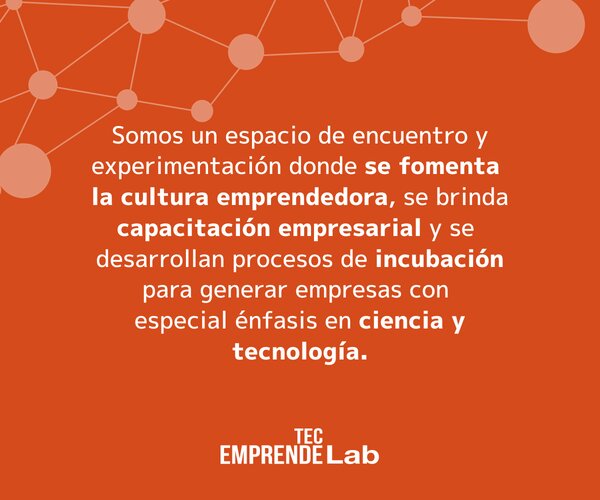 Somos un espacio de encuentro y
experimentación donde se fomenta
la cultura emprendedora, se brinda
capacitación empresarial y se
desarrollan procesos de incubación
para generar empresas con
especial énfasis en ciencia y
tecnología.
TEC
EMPRENDE Lab